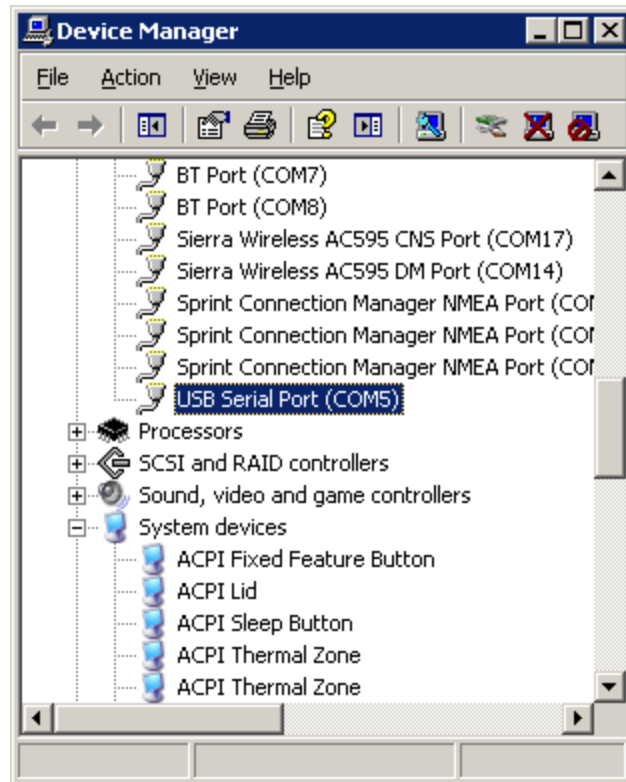 Device Manager
File Action View Help
BT Port (COM7)
BT Port (COM8)
Sierra Wireless AC595 CNS Port (COM17)
Sierra Wireless AC595 DM Port (COM14)
Sprint Connection Manager NMEA Port (COM
Sprint Connection Manager NMEA Port (COM
Sprint Connection Manager NMEA Port (COM
USB Serial Port (COM5)
Processors
SCSI and RAID controllers
Sound, video and game controllers
System devices
ACPI Fixed Feature Button
ACPI Lid
ACPI Sleep Button
ACPI Thermal Zone
ACPI Thermal Zone